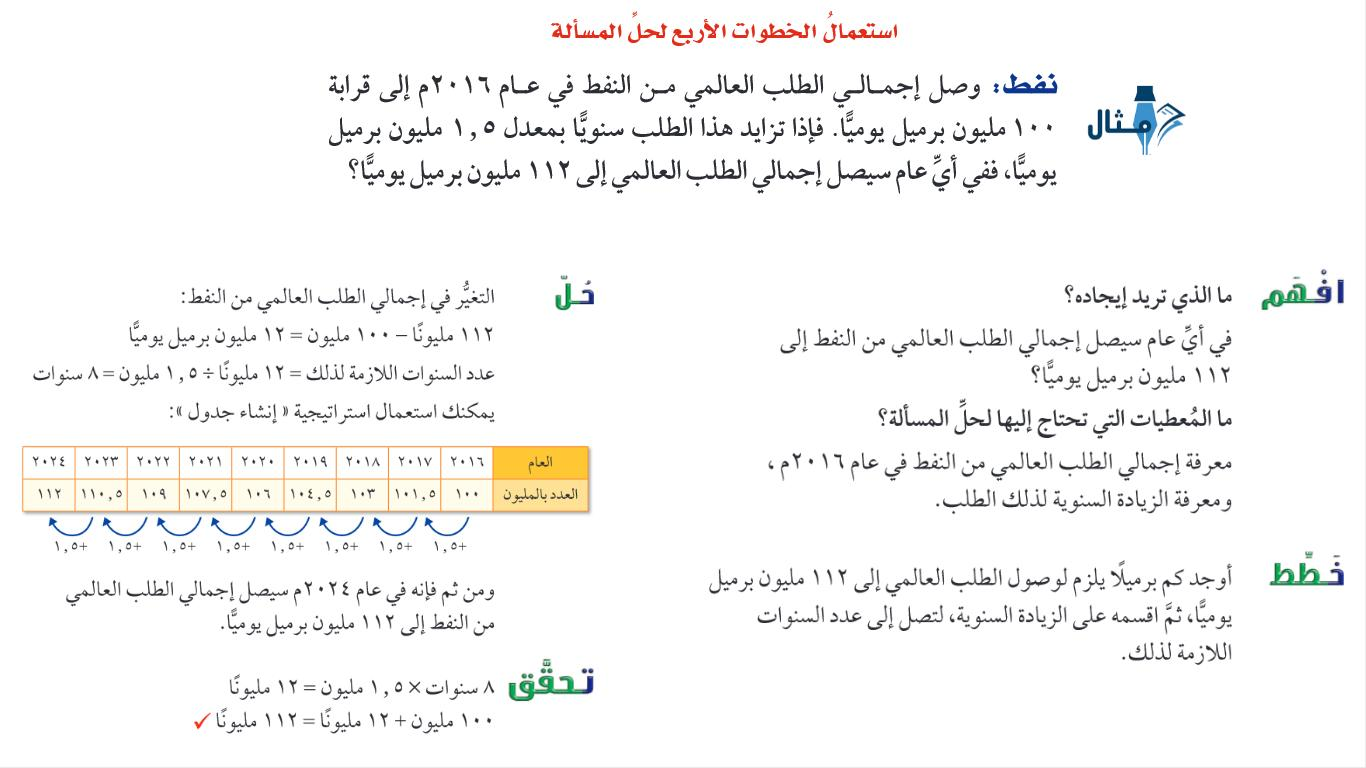 استعمالُ الخطوات الأربع لحلِّ المسألة
مثال
نفط: وصل إجمالي الطلب العالمي من النفط في عام ٢٠١٦م إلى قرابة
١٠٠ مليون برميل يوميًّا. فإذا تزايد هذا الطلب سنويًّا بمعدل ١,٥ مليون برميل
يوميًّا، ففي أيِّ عام سيصل إجمالي الطلب العالمي إلى ١١٢ مليون برميل يوميًّا؟
افْهَم
ما الذي تريد إيجاده؟
في أيِّ عام سيصل إجمالي الطلب العالمي من النفط إلى
١١٢ مليون برميل يوميًّا؟
ما المُعطيات التي تحتاج إليها لحلِّ المسألة؟
معرفة إجمالي الطلب العالمي من النفط في عام ٢٠١٦م ،
ومعرفة الزيادة السنوية لذلك الطلب.
خَطِّط
أوجد كم برميلًا يلزم لوصول الطلب العالمي إلى ١١٢ مليون برميل
يوميًّا، ثمَّ اقسمه على الزيادة السنوية، لتصل إلى عدد السنوات
اللازمة لذلك.
حُلّ
التغيُّر في إجمالي الطلب العالمي من النفط:
١١٢ مليونًا – ١٠٠ مليون = ١٢ مليون برميل يوميًّا
عدد السنوات اللازمة لذلك = ١٢ مليونًا ÷ ١,٥ مليون = ٨ سنوات
يمكنك استعمال استراتيجية « إنشاء جدول »:
العام ٢٠١٦ ٢٠١٧ ٢٠١٨ ٢٠١٩ ٢٠٢٠ ٢٠٢١ ٢٠٢٢ ٢٠٢٣ ٢٠٢٤
العدد بالمليون ١٠٠ ١٠١,٥ ١٠٣ ١٠٤,٥ ١٠٦ ١٠٧,٥ ١٠٩ ١١٠,٥ ١١٢
+١,٥ +١,٥ +١,٥ +١,٥ +١,٥ +١,٥ +١,٥ +١,٥
ومن ثم فإنه في عام ٢٠٢٤م سيصل إجمالي الطلب العالمي
من النفط إلى ١١٢ مليون برميل يوميًّا.
تحقَّق
٨ سنوات × ١,٥ مليون = ١٢ مليونًا
١٠٠ مليون + ١٢ مليونًا = ١١٢ مليونًا ✓